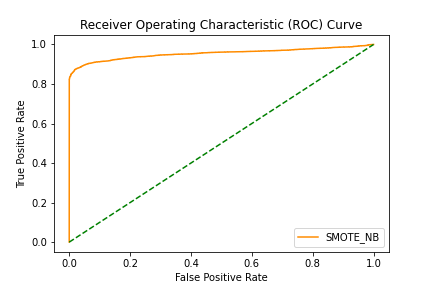 Receiver Operating Characteristic (ROC) Curve
True Positive Rate
1.0
0.8
0.6
0.4
0.2
0.0
SMOTE_NB
0.0 0.2 0.4 0.6 0.8 1.0
False Positive Rate